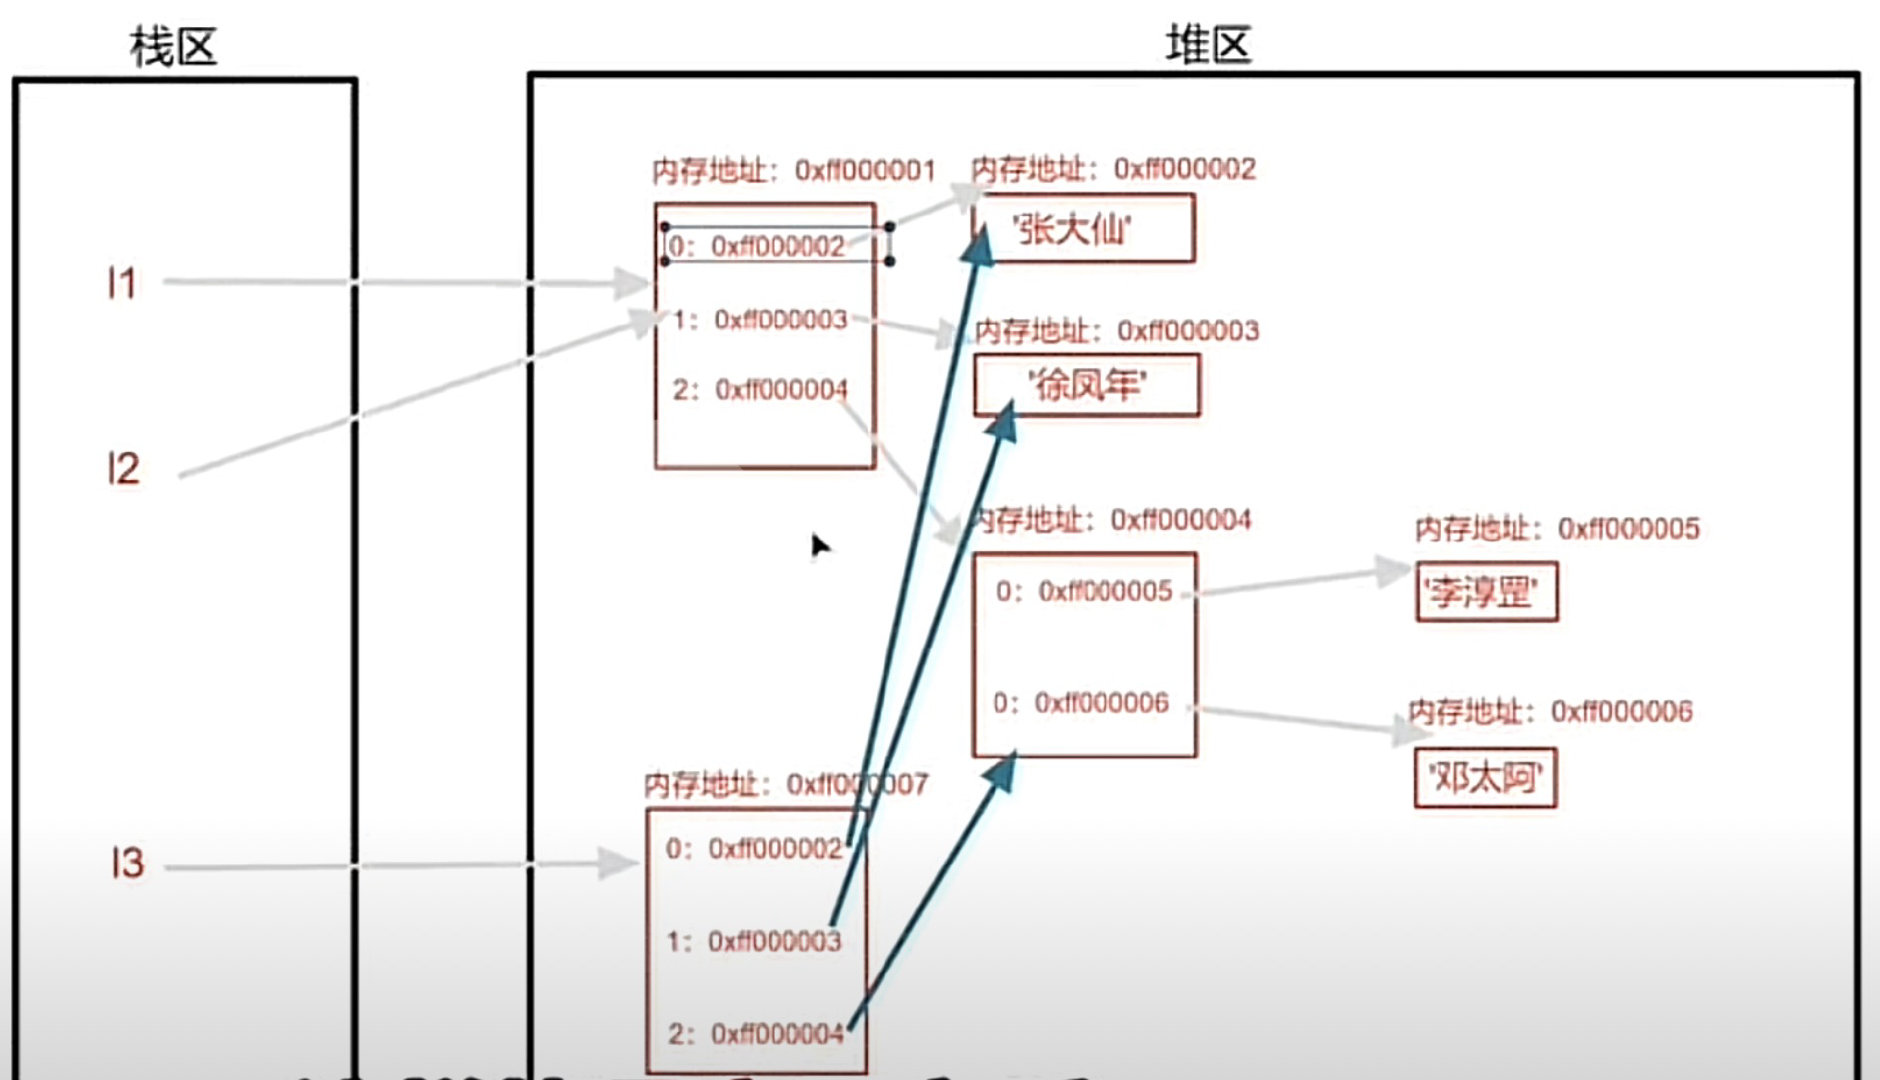 栈区
堆区
内存地址：0xff000001
内存地址：0xff000002
'张大仙'
0：0xff000002
l1
1：0xff000003
内存地址：0xff000003
2：0xff000004
'徐凤年'
l2
内存地址：0xff000004
内存地址：0xff000005
0：0xff000005
'李淳罡'
0：0xff000006
内存地址：0xff000006
'邓太阿'
内存地址：0xff000007
l3
0：0xff000002
1：0xff000003
2：0xff000004